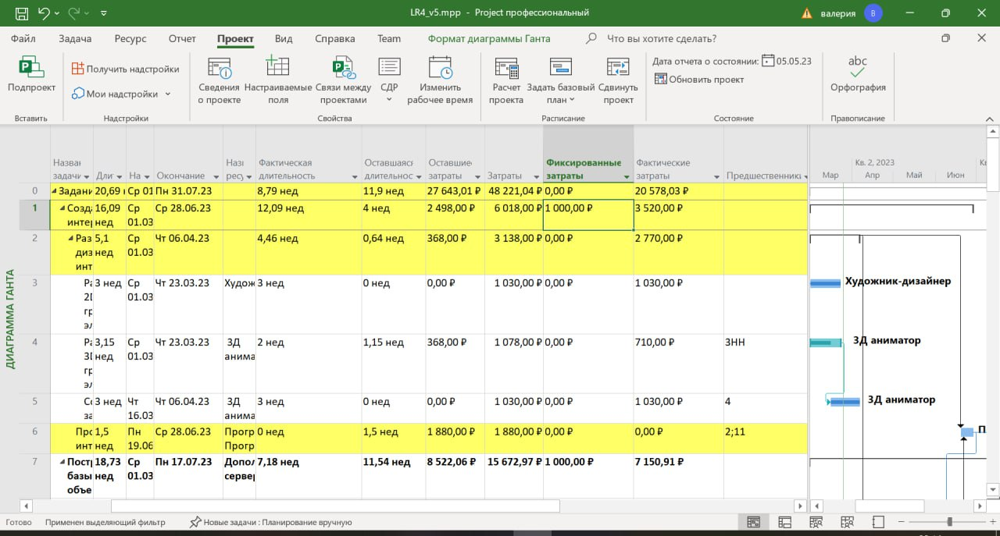 LR4_v5.mpp - Project профессиональный
валерия В
Файл Задача Ресурс Отчет Проект Вид Справка Team Формат диаграммы Ганта Что вы хотите сделать?
Подпроект
Получить надстройки
Мои надстройки
Сведения о проекте
Настраиваемые поля
Связи между проектами
СДР
Изменить рабочее время
Расчет проекта
Задать базовый план
Сдвинуть проект
Дата отчета о состоянии: 05.05.23
Обновить проект
abc
Орфография
Вставить Надстройки Свойства Расписание Состояние Правописание
Назван задачи Дли На Окончание Назв ресу Фактическая длительность Оставшаяся длительнос Оставшие затраты Затраты Фиксированные затраты Фактические затраты Предшественники
Кв. 2, 2023 Кв
Мар Апр Май Июн
0 Задани 20,69 Ср 01 Пн 31.07.23 8,79 нед 11,9 нед 27 643,01 ₽ 48 221,04 ₽ 0,00 ₽ 20 578,03 ₽
1 Созда 16,09 Ср Ср 28.06.23 12,09 нед 4 нед 2 498,00 ₽ 6 018,00 ₽ 1 000,00 ₽ 3 520,00 ₽
интер нед 01.03
2 Раз 5,1 Ср Чт 06.04.23 4,46 нед 0,64 нед 368,00 ₽ 3 138,00 ₽ 0,00 ₽ 2 770,00 ₽
диз нед 01.03
инт
3 Ра 3 нед Ср Чт 23.03.23 Худож 3 нед 0 нед 0,00 ₽ 1 030,00 ₽ 0,00 ₽ 1 030,00 ₽
2D 01.03
гр
эл
Художник-дизайнер
4 Ра 3,15 Ср Чт 23.03.23 3Д 2 нед 1,15 нед 368,00 ₽ 1 078,00 ₽ 0,00 ₽ 710,00 ₽ 3НН
3D нед 01.03 анима
гр
эл
3Д аниматор
5 Со 3 нед Чт Чт 06.04.23 3Д 3 нед 0 нед 0,00 ₽ 1 030,00 ₽ 0,00 ₽ 1 030,00 ₽ 4
за 16.03 анима
3Д аниматор
6 Про 1,5 Пн Ср 28.06.23 Прогр 0 нед 1,5 нед 1 880,00 ₽ 1 880,00 ₽ 0,00 ₽ 0,00 ₽ 2;11
инт нед 19.06 Прогр
П
7 Постр 18,73 Ср Пн 17.07.23 Допол 7,18 нед 11,54 нед 8 522,06 ₽ 15 672,97 ₽ 1 000,00 ₽ 7 150,91 ₽
базы нед 01.03 сервер
объе
ДИАГРАММА ГАНТА
Готово Применен выделяющий фильтр Новые задачи : Планирование вручную